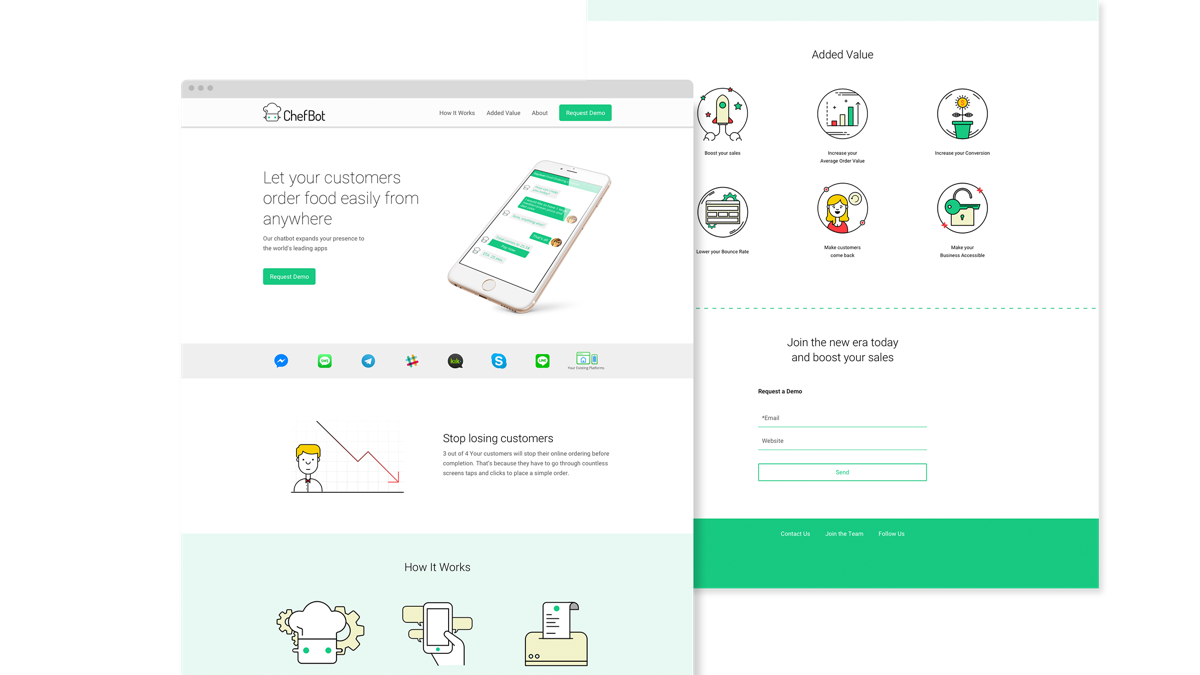 ChefBot
How It Works
Added Value
About
Request Demo
Let your customers
order food easily from
anywhere
Our chatbot expands your presence to
the world's leading apps
Request Demo
SMS
kik
LINE
Your Existing Platforms
Stop losing customers
3 out of 4 Your customers will stop their online ordering before
completion. That's because they have to go through countless
screens taps and clicks to place a simple order.
How It Works
Added Value
Boost your sales
Increase your
Average Order Value
Increase your Conversion
Lower your Bounce Rate
Make customers
come back
Make your
Business Accessible
Join the new era today
and boost your sales
Request a Demo
*Email
Website
Send
Contact Us
Join the Team
Follow Us